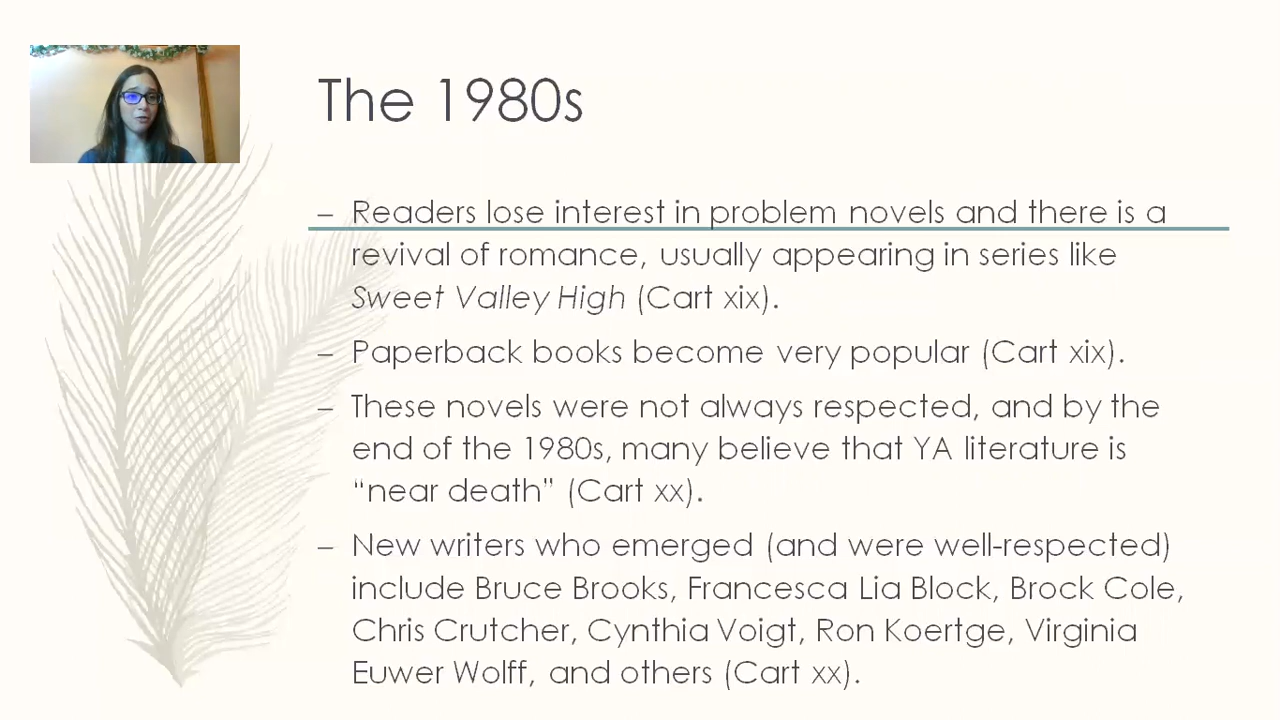 The 1980s
– Readers lose interest in problem novels and there is a
revival of romance, usually appearing in series like
Sweet Valley High (Cart xix).
– Paperback books become very popular (Cart xix).
– These novels were not always respected, and by the
end of the 1980s, many believe that YA literature is
“near death” (Cart xx).
– New writers who emerged (and were well-respected)
include Bruce Brooks, Francesca Lia Block, Brock Cole,
Chris Crutcher, Cynthia Voigt, Ron Koertge, Virginia
Euwer Wolff, and others (Cart xx).